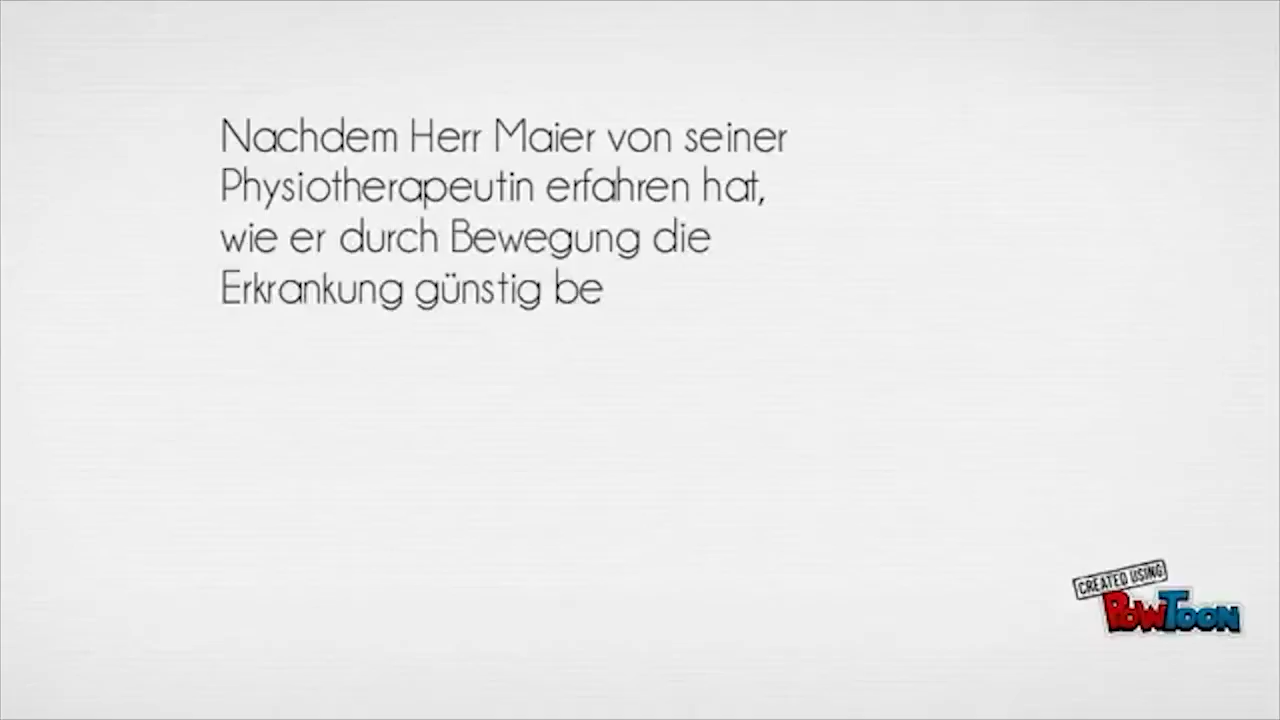 Nachdem Herr Maier von seiner
Physiotherapeutin erfahren hat,
wie er durch Bewegung die
Erkrankung günstig be
CREATED USING
POWTOON